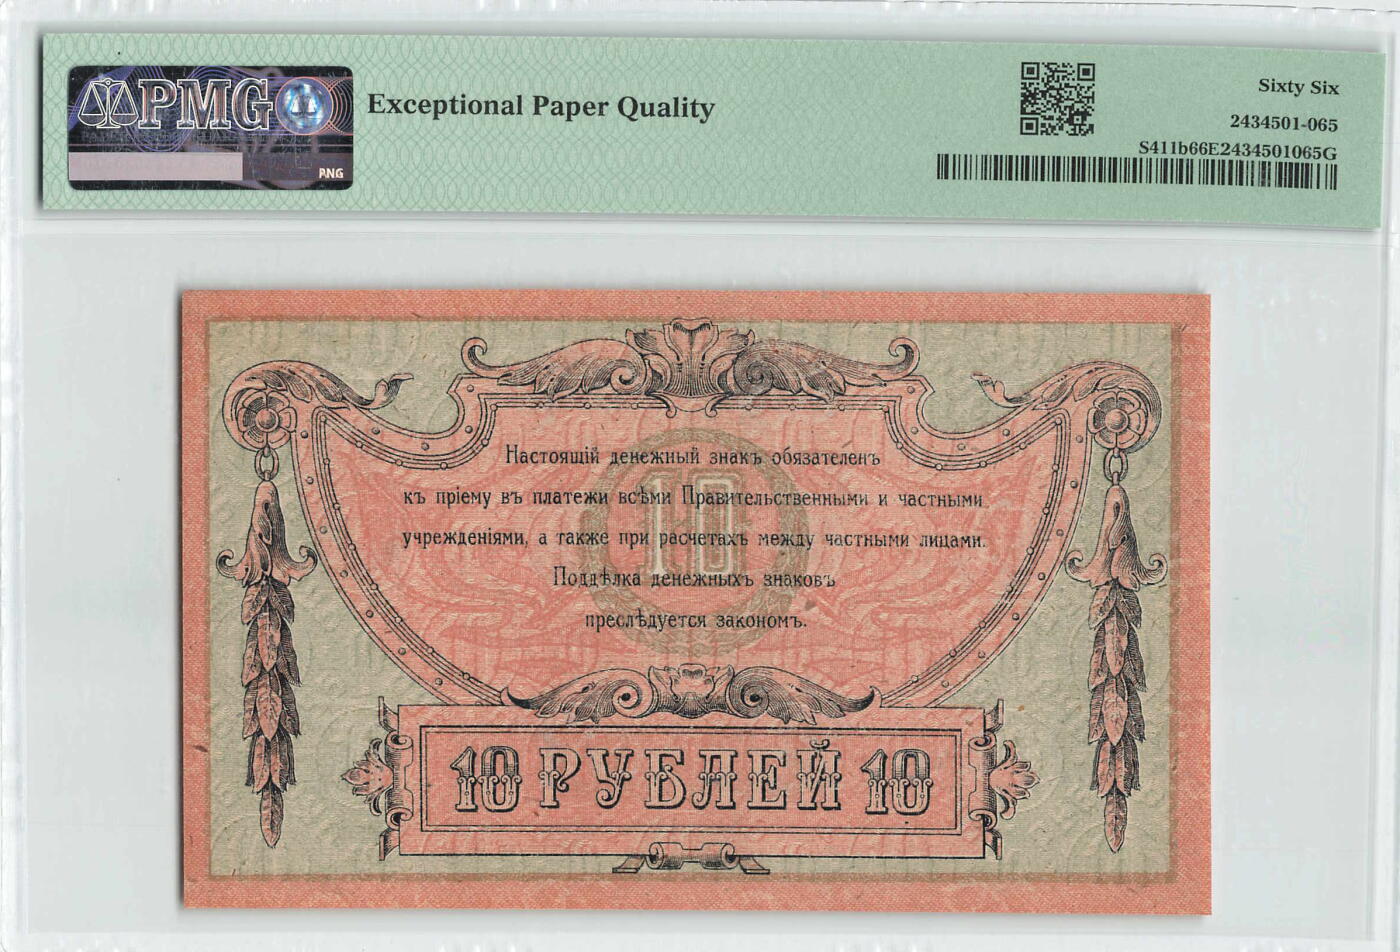 PMG
PNG
Exceptional Paper Quality
Sixty Six
2434501-065
S411b66E2434501065G
10
Настоящій денежный знакъ обязателенъ
къ пріему въ платежи всѣми Правительственными и частными
учрежденіями, а также при расчетахъ между частными лицами.
Поддѣлка денежныхъ знаковъ
преслѣдуется закономъ.
10 РУБЛЕЙ 10